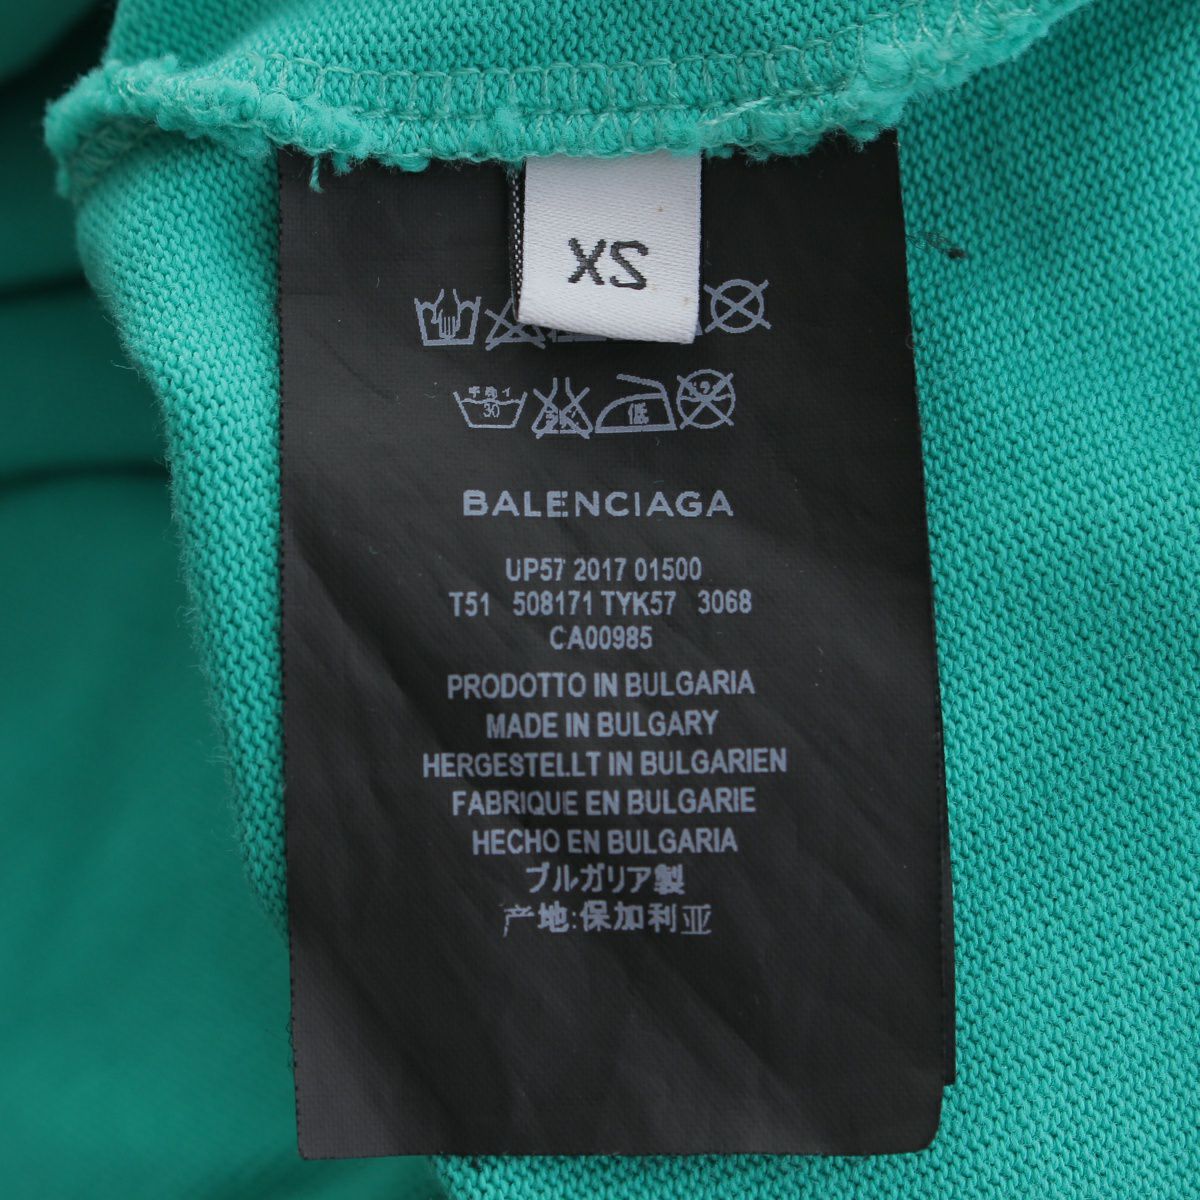 XS
手洗イ
30
低
BALENCIAGA
UP57 2017 01500
T51 508171 TYK57 3068
CA00985
PRODOTTO IN BULGARIA
MADE IN BULGARY
HERGESTELLT IN BULGARIEN
FABRIQUE EN BULGARIE
HECHO EN BULGARIA
ブルガリア製
产地:保加利亚